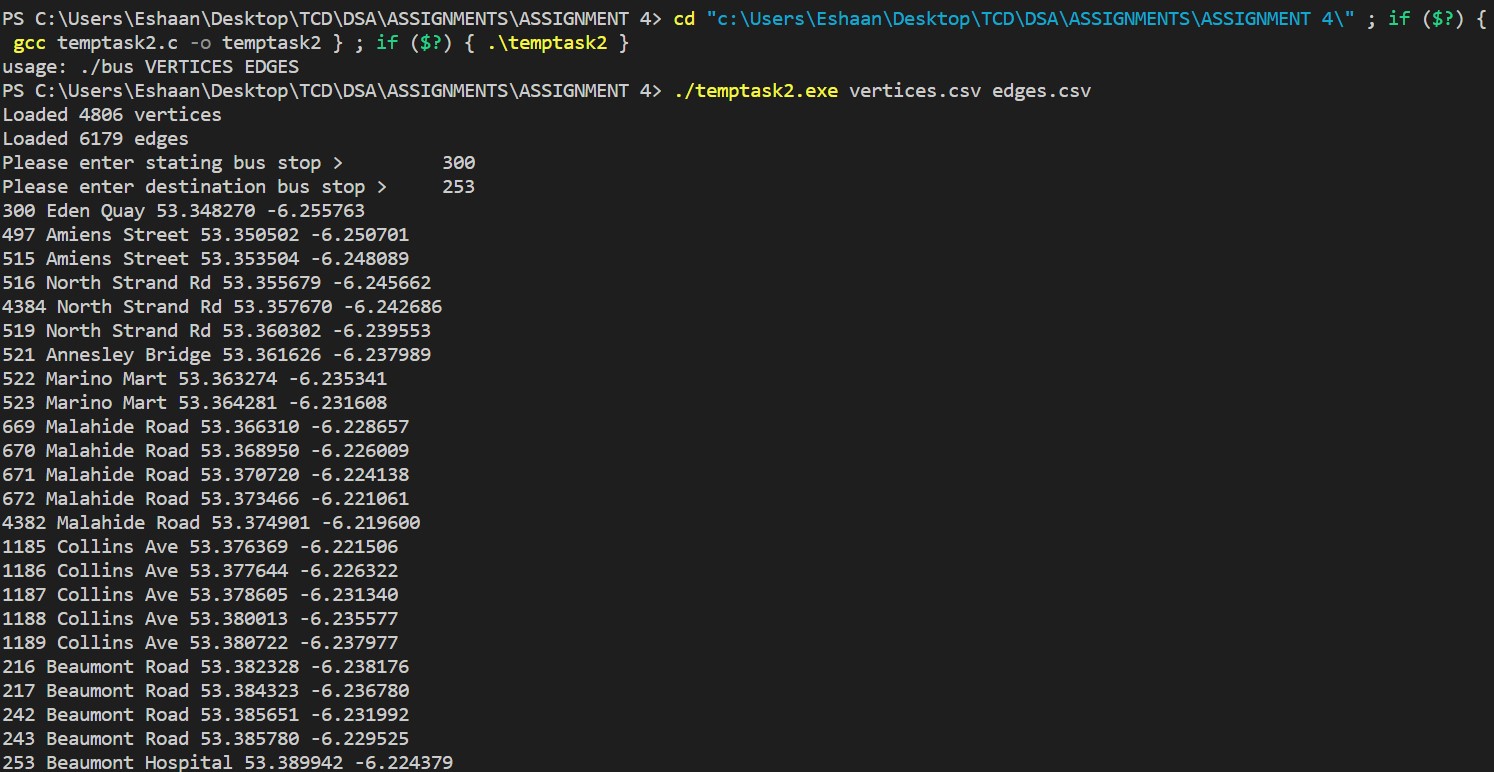 PS C:\Users\Eshaan\Desktop\TCD\DSA\ASSIGNMENTS\ASSIGNMENT 4> cd "c:\Users\Eshaan\Desktop\TCD\DSA\ASSIGNMENTS\ASSIGNMENT 4\" ; if ($?) {
gcc temptask2.c -o temptask2 } ; if ($?) { .\temptask2 }
usage: ./bus VERTICES EDGES
PS C:\Users\Eshaan\Desktop\TCD\DSA\ASSIGNMENTS\ASSIGNMENT 4> ./temptask2.exe vertices.csv edges.csv
Loaded 4806 vertices
Loaded 6179 edges
Please enter stating bus stop > 300
Please enter destination bus stop > 253
300 Eden Quay 53.348270 -6.255763
497 Amiens Street 53.350502 -6.250701
515 Amiens Street 53.353504 -6.248089
516 North Strand Rd 53.355679 -6.245662
4384 North Strand Rd 53.357670 -6.242686
519 North Strand Rd 53.360302 -6.239553
521 Annesley Bridge 53.361626 -6.237989
522 Marino Mart 53.363274 -6.235341
523 Marino Mart 53.364281 -6.231608
669 Malahide Road 53.366310 -6.228657
670 Malahide Road 53.368950 -6.226009
671 Malahide Road 53.370720 -6.224138
672 Malahide Road 53.373466 -6.221061
4382 Malahide Road 53.374901 -6.219600
1185 Collins Ave 53.376369 -6.221506
1186 Collins Ave 53.377644 -6.226322
1187 Collins Ave 53.378605 -6.231340
1188 Collins Ave 53.380013 -6.235577
1189 Collins Ave 53.380722 -6.237977
216 Beaumont Road 53.382328 -6.238176
217 Beaumont Road 53.384323 -6.236780
242 Beaumont Road 53.385651 -6.231992
243 Beaumont Road 53.385780 -6.229525
253 Beaumont Hospital 53.389942 -6.224379